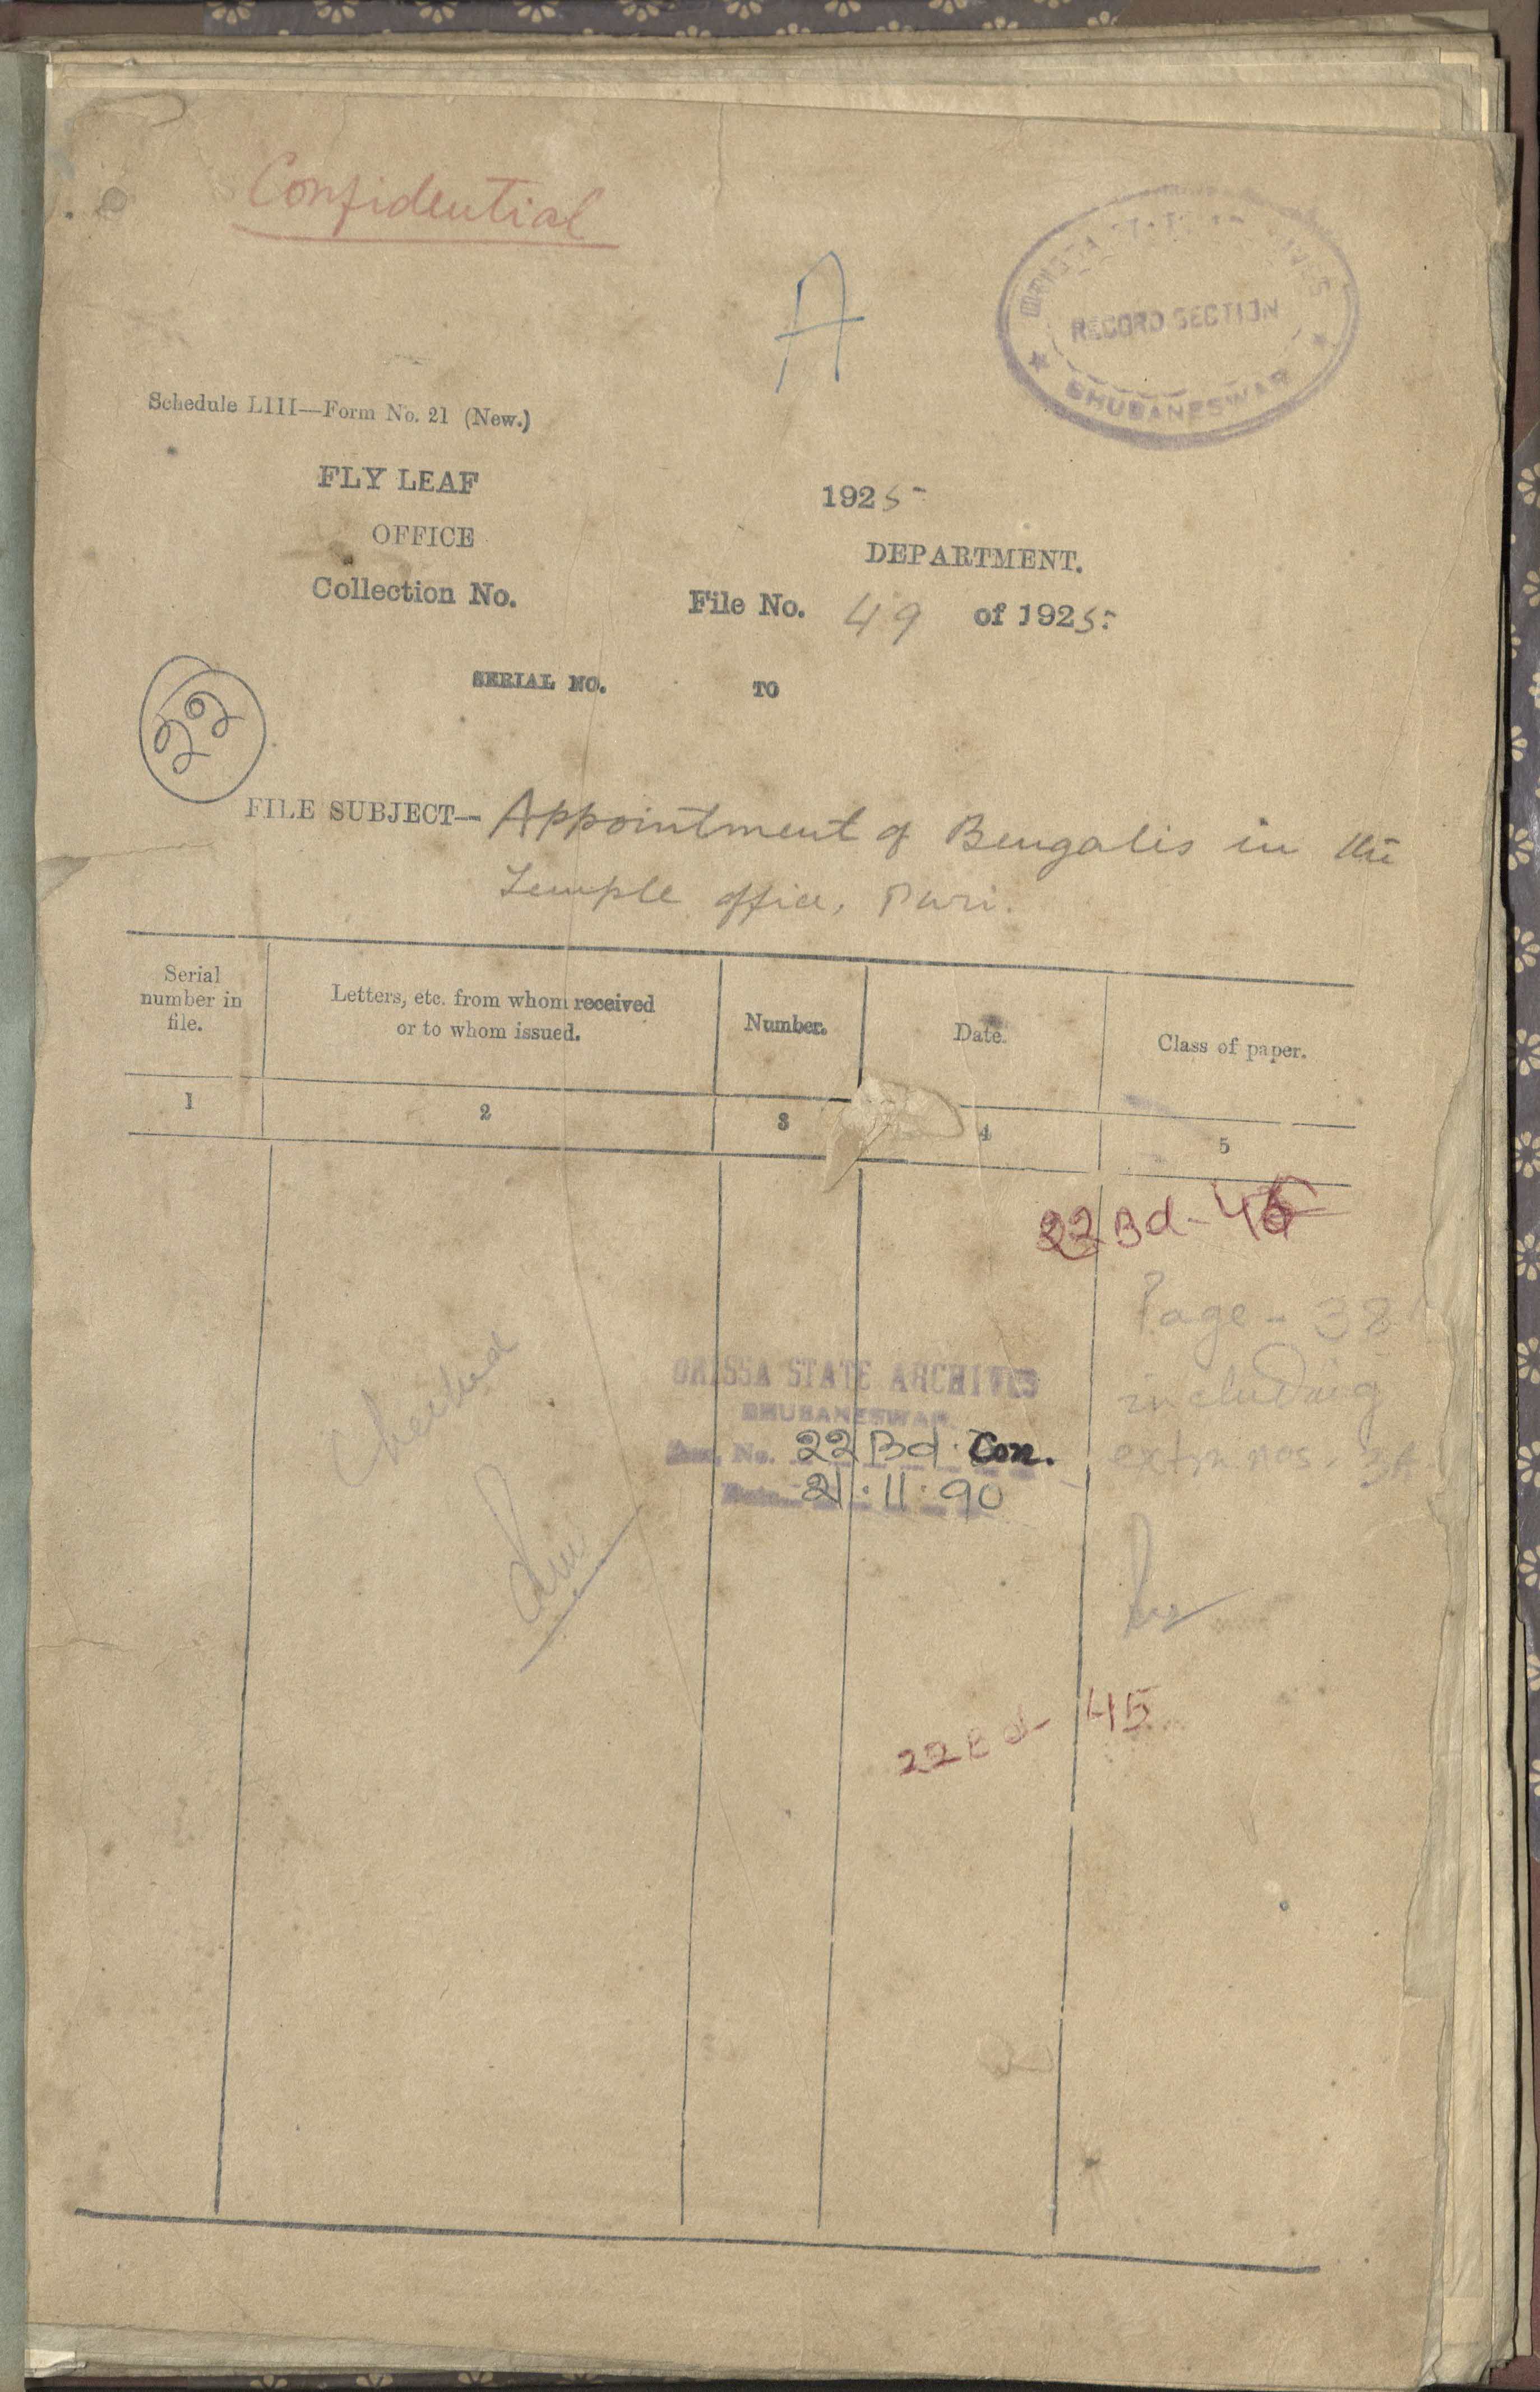 Confidential
A
RECORD SECTION
BHUBANESWAR
Schedule LIII—Form No. 21 (New.)
FLY LEAF
1925
OFFICE
DEPARTMENT.
Collection No.
File No. 49 of 1925
SERIAL NO. TO
22
FILE SUBJECT— Appointment of Bengalis in the
Temple office, Puri.
Serial number in file.
Letters, etc. from whom received or to whom issued.
Number.
Date.
Class of paper.
1 2 3 4 5
22 Bd - 45
Page - 38
including
extra nos.
Checked
ORISSA STATE ARCHIVES
BHUBANESWAR.
Acc. No. 22 Bd. Con.
Date. 21.11.90
22 Bd - 45